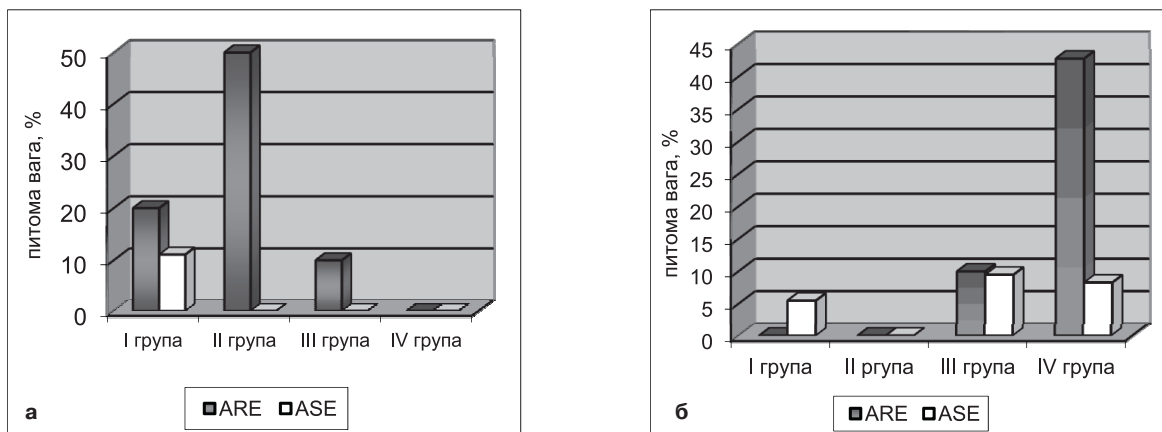 питома вага, %
50
40
30
20
10
0
I група II група III група IV група
ARE ASE
а
питома вага, %
45
40
35
30
25
20
15
10
5
0
I група II ргупа III група IV група
ARE ASE
б